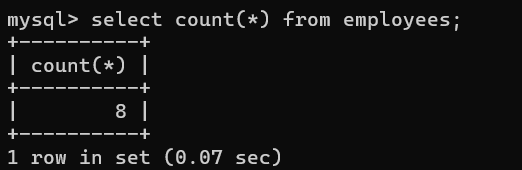 mysql> select count(*) from employees;
+----------+
| count(*) |
+----------+
|        8 |
+----------+
1 row in set (0.07 sec)